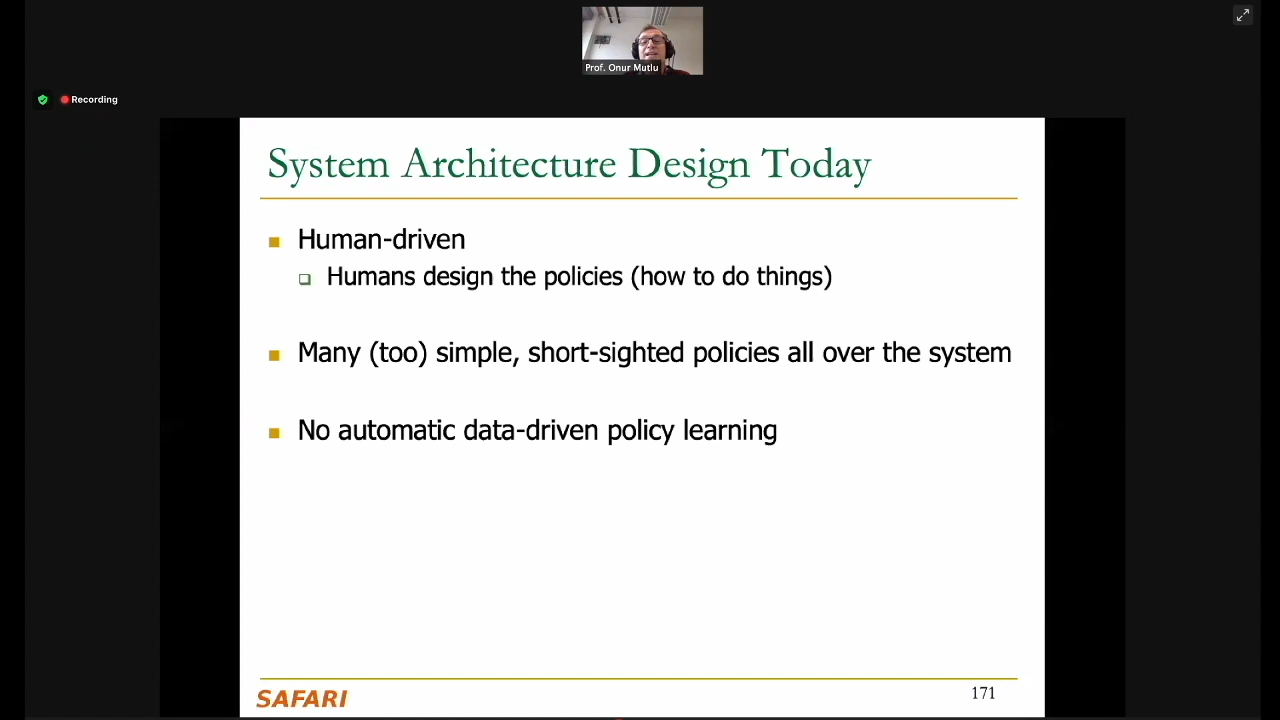 Prof. Onur Mutlu
Recording
System Architecture Design Today
Human-driven
Humans design the policies (how to do things)
Many (too) simple, short-sighted policies all over the system
No automatic data-driven policy learning
SAFARI
171